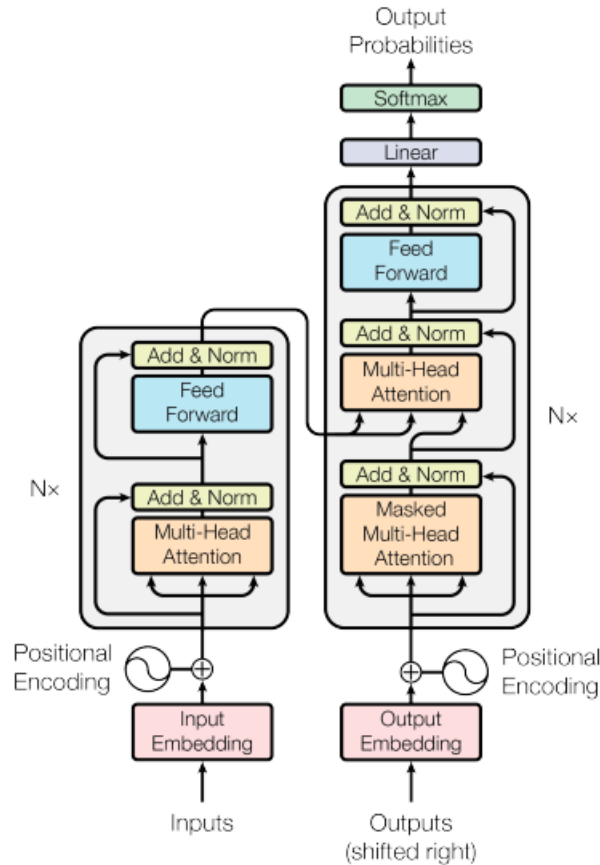 Output
Probabilities
Softmax
Linear
Add & Norm
Feed
Forward
Add & Norm
Multi-Head
Attention
Add & Norm
Masked
Multi-Head
Attention
N×
Add & Norm
Feed
Forward
N×
Add & Norm
Multi-Head
Attention
Positional
Encoding
Positional
Encoding
Input
Embedding
Output
Embedding
Inputs
Outputs
(shifted right)